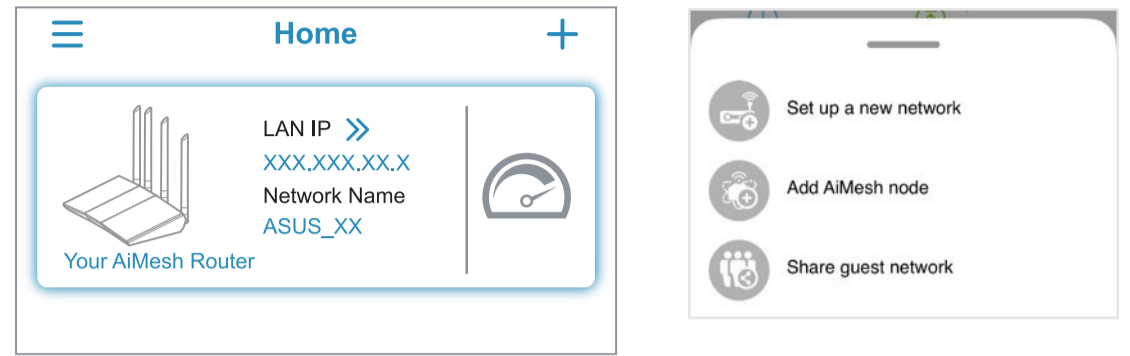 Home
LAN IP
XXX.XXX.XX.X
Network Name
ASUS_XX
Your AiMesh Router
Set up a new network
Add AiMesh node
Share guest network